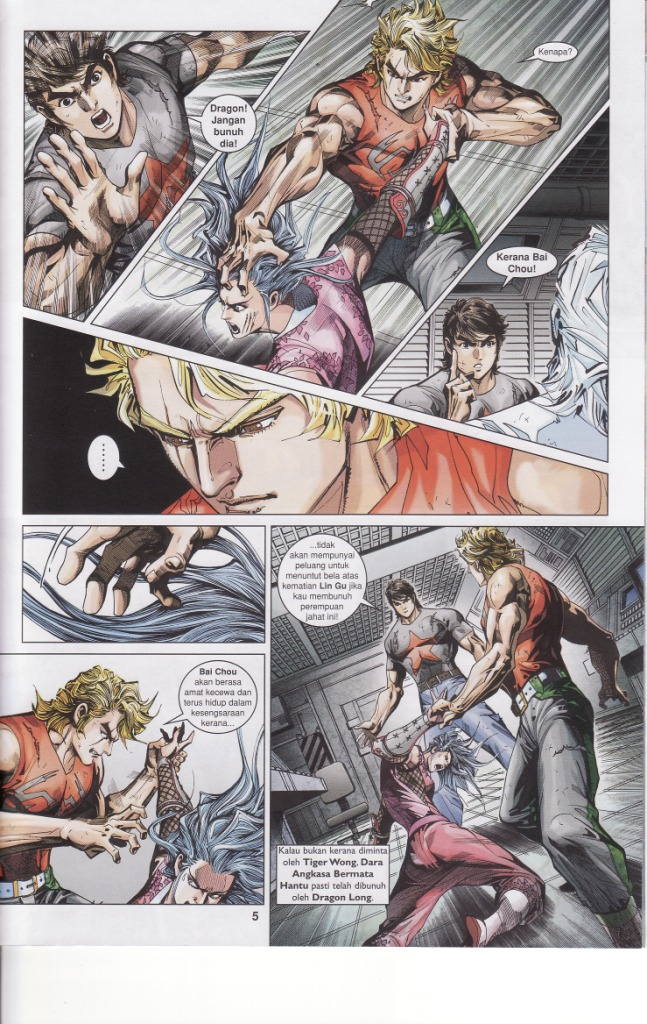 Dragon!
Jangan
bunuh
dia!
Kenapa?
Kerana Bai
Chou!
......
Bai Chou
akan berasa
amat kecewa dan
terus hidup dalam
kesengsaraan
kerana...
...tidak
akan mempunyai
peluang untuk
menuntut bela atas
kematian Lin Gu jika
kau membunuh
perempuan
jahat ini!
Kalau bukan kerana diminta
oleh Tiger Wong, Dara
Angkasa Bermata
Hantu pasti telah dibunuh
oleh Dragon Long.
5